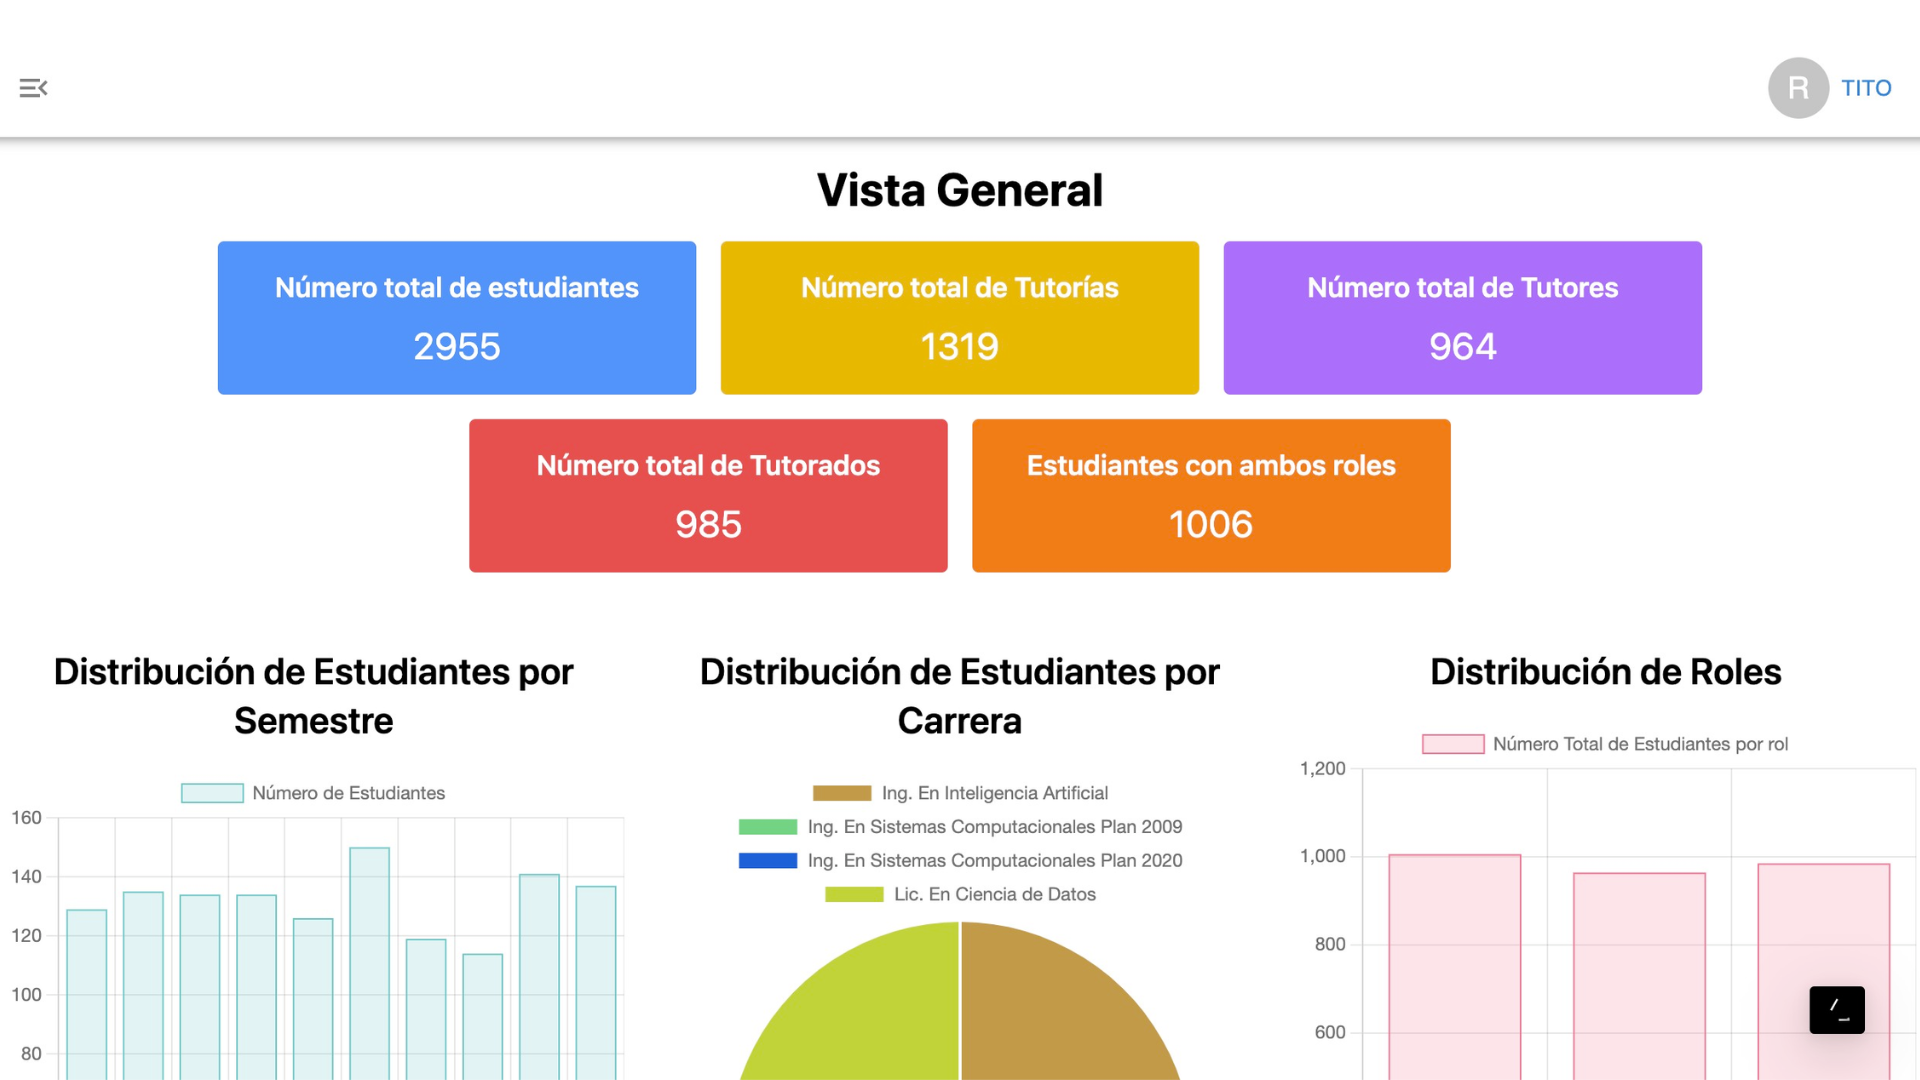 R TITO
Vista General
Número total de estudiantes
2955
Número total de Tutorías
1319
Número total de Tutores
964
Número total de Tutorados
985
Estudiantes con ambos roles
1006
Distribución de Estudiantes por
Semestre
Número de Estudiantes
160
140
120
100
80
Distribución de Estudiantes por
Carrera
Ing. En Inteligencia Artificial
Ing. En Sistemas Computacionales Plan 2009
Ing. En Sistemas Computacionales Plan 2020
Lic. En Ciencia de Datos
Distribución de Roles
Número Total de Estudiantes por rol
1,200
1,000
800
600